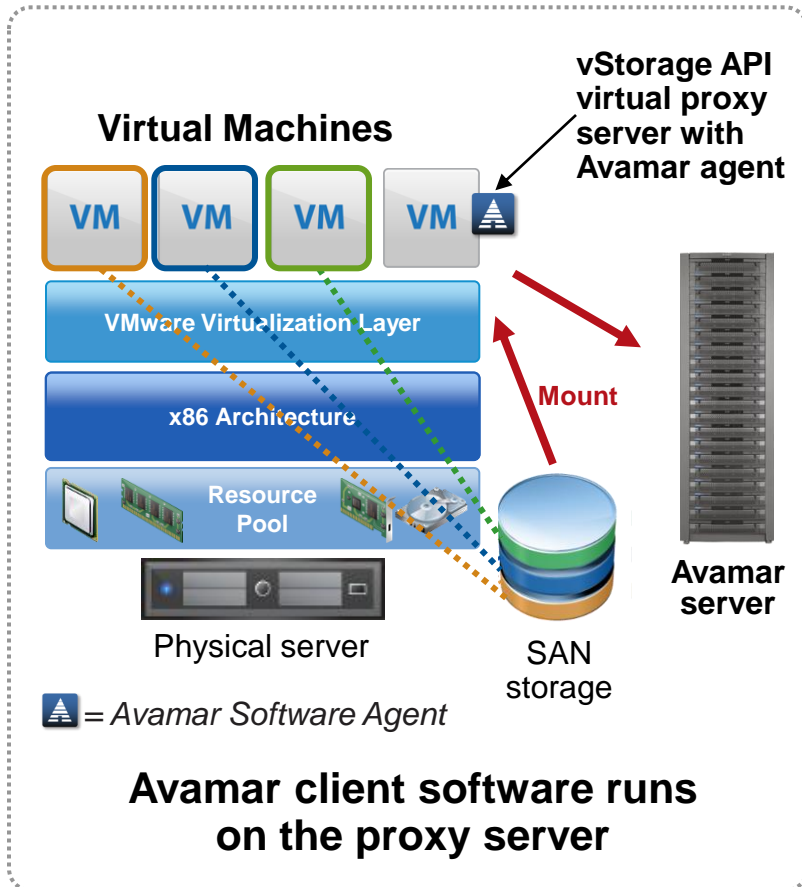 vStorage API
virtual proxy
server with
Avamar agent
Virtual Machines
VM
VM
VM
VM
VMware Virtualization Layer
x86 Architecture
Mount
Resource
Pool
Avamar
server
Physical server
SAN
storage
= Avamar Software Agent
Avamar client software runs
on the proxy server